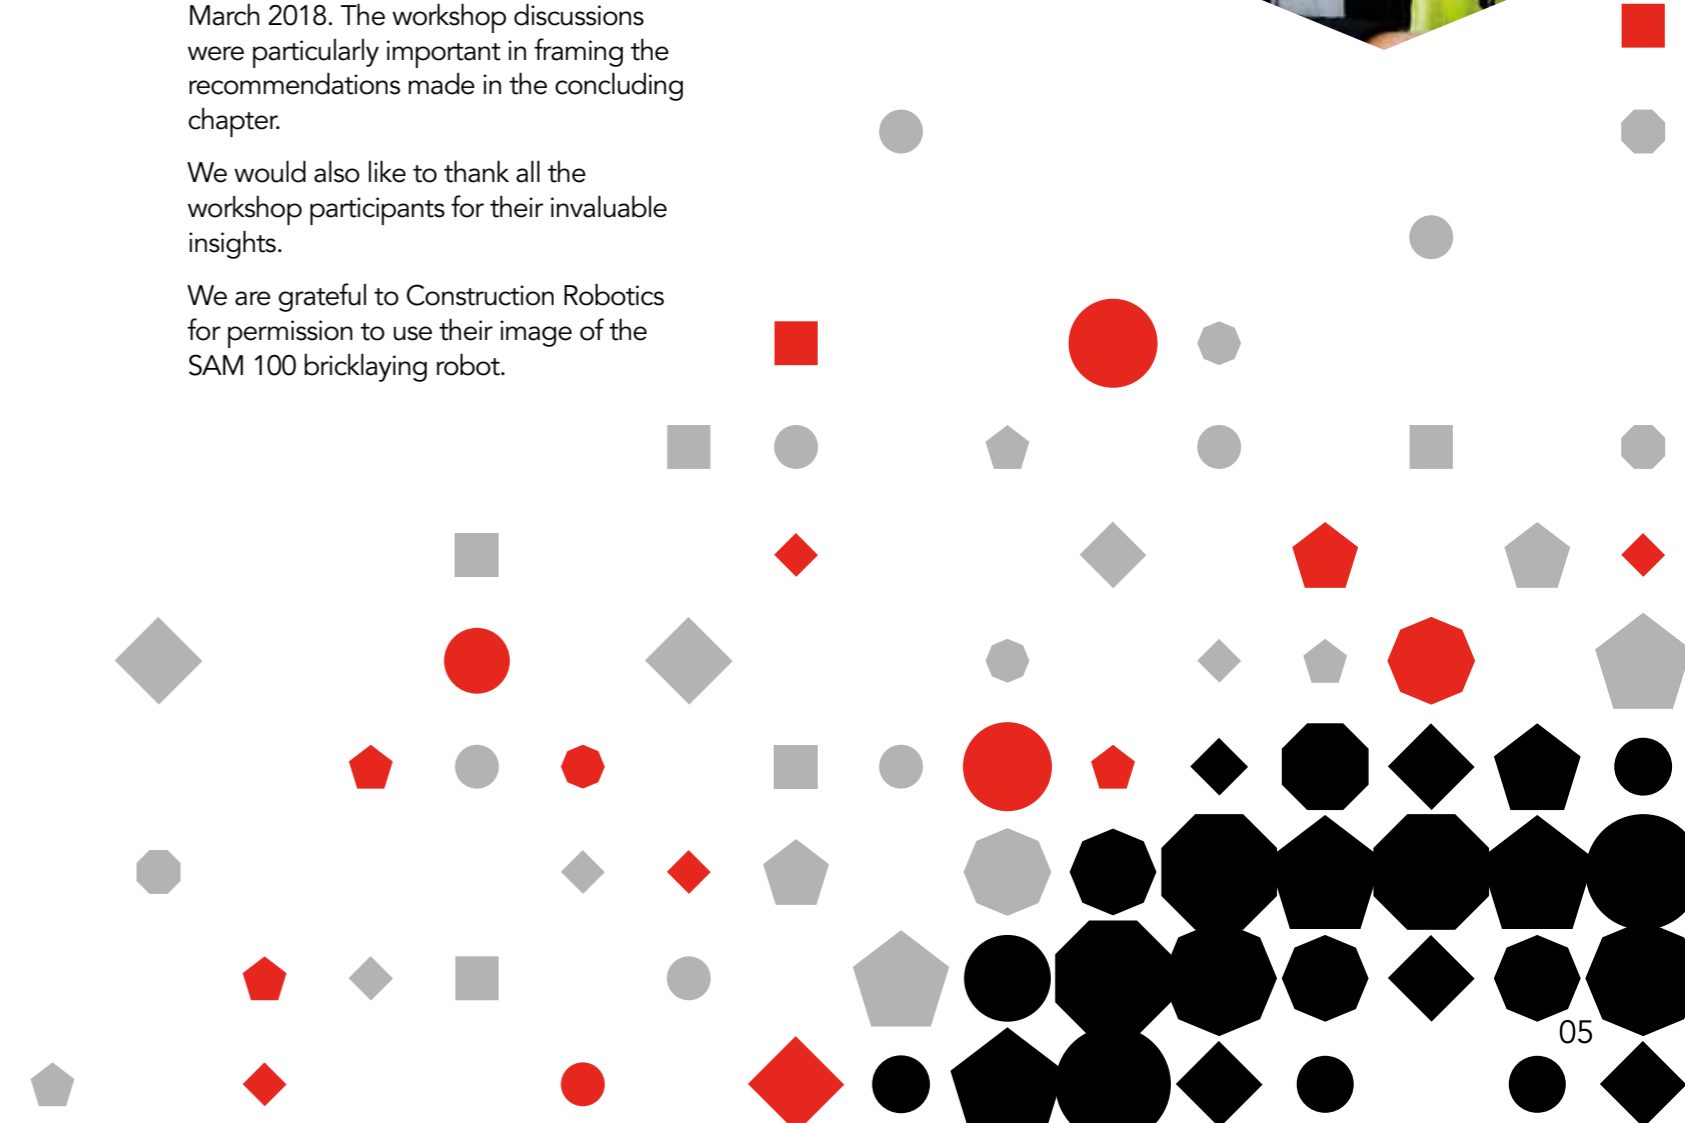 March 2018. The workshop discussions
were particularly important in framing the
recommendations made in the concluding
chapter.
We would also like to thank all the
workshop participants for their invaluable
insights.
We are grateful to Construction Robotics
for permission to use their image of the
SAM 100 bricklaying robot.
05